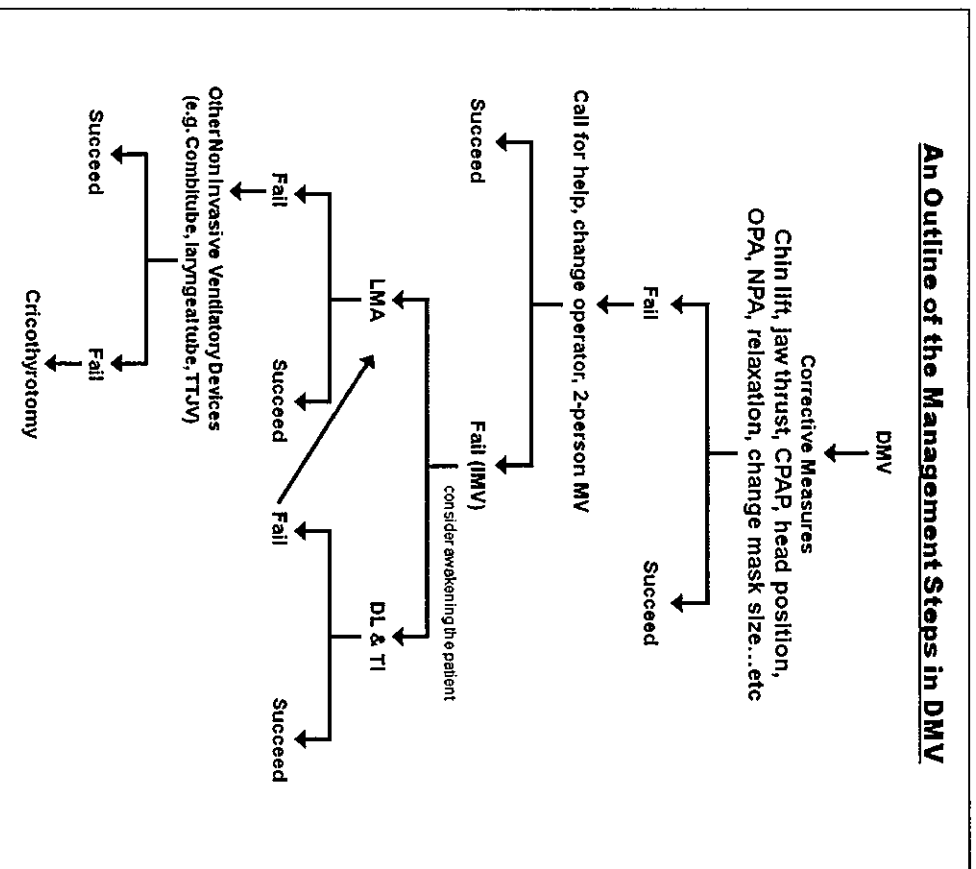 An Outline of the Management Steps in DMV
DMV
Corrective Measures
Chin lift, jaw thrust, CPAP, head position,
OPA, NPA, relaxation, change mask size...etc
Fail
Succeed
Call for help, change operator, 2-person MV
Succeed
Fail (IMV)
consider awakening the patient
LMA
DL & TI
Fail
Succeed
Fail
Succeed
Other Non Invasive Ventilatory Devices
(e.g. Combitube, laryngeal tube, TTJV)
Succeed
Fail
Cricothyrotomy